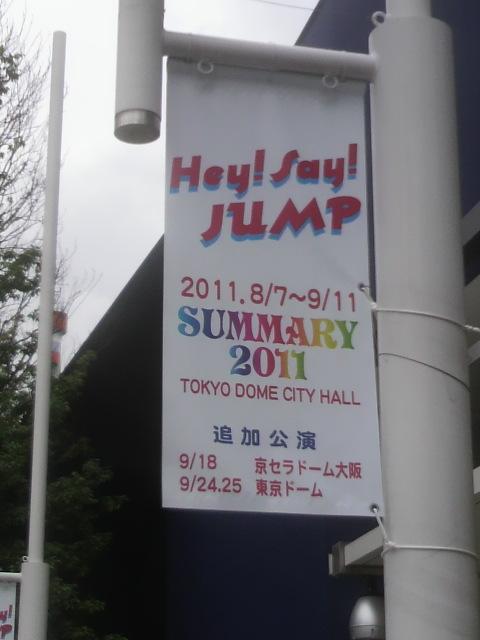 Hey! Say!
JUMP
2011.8/7〜9/11
SUMMARY
2011
TOKYO DOME CITY HALL
追加公演
9/18 京セラドーム大阪
9/24.25 東京ドーム
y!
MP